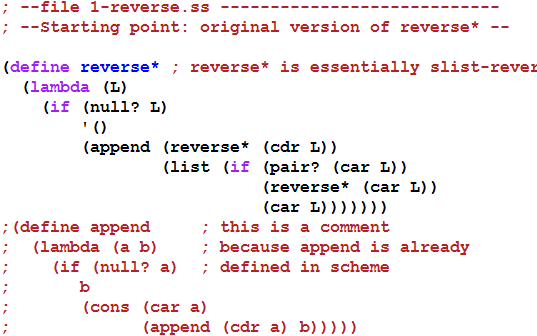 ; --file 1-reverse.ss ----------------------------
; --Starting point: original version of reverse* --
(define reverse* ; reverse* is essentially slist-rever
  (lambda (L)
    (if (null? L)
        '()
        (append (reverse* (cdr L))
                (list (if (pair? (car L))
                          (reverse* (car L))
                          (car L)))))))
;(define append     ; this is a comment
;  (lambda (a b)    ; because append is already
;    (if (null? a)  ; defined in scheme
;       b
;       (cons (car a)
;             (append (cdr a) b)))))